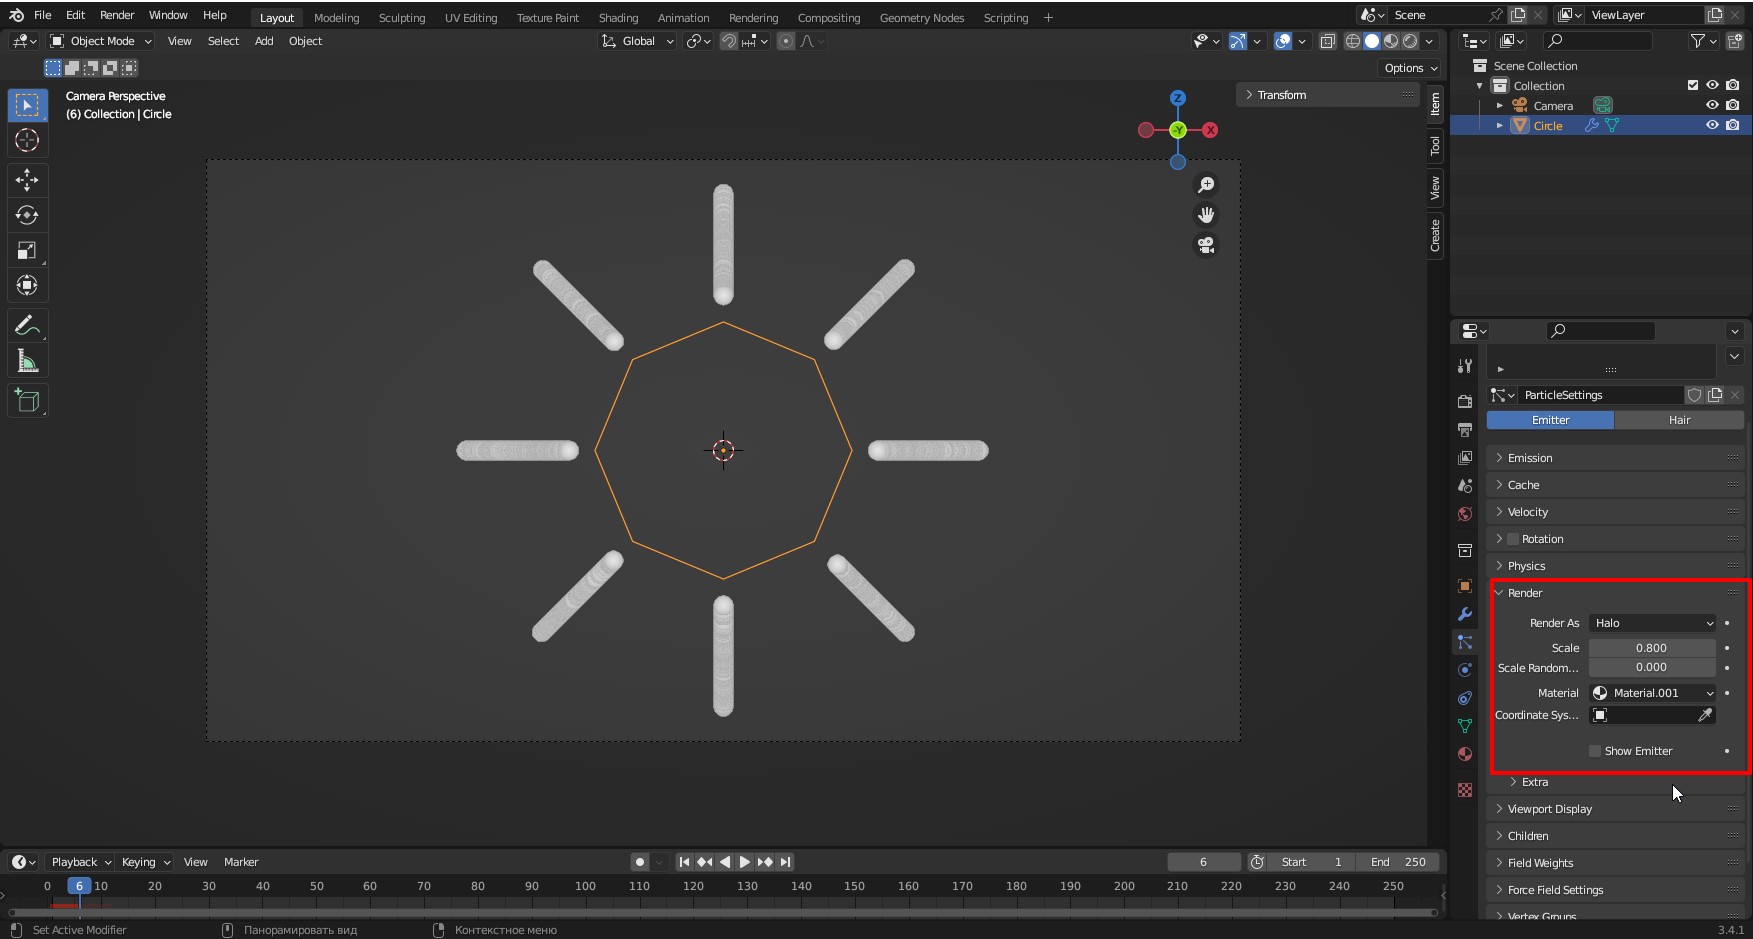 File Edit Render Window Help Layout Modeling Sculpting UV Editing Texture Paint Shading Animation Rendering Compositing Geometry Nodes Scripting + Scene ViewLayer
Object Mode View Select Add Object Global
Options
Camera Perspective
(6) Collection | Circle
Z
-Y
X
Transform
Item
Tool
View
Create
Scene Collection
Collection
Camera
Circle
ParticleSettings
Emitter Hair
Emission
Cache
Velocity
Rotation
Physics
Render
Render As Halo
Scale 0.800
Scale Random... 0.000
Material Material.001
Coordinate Sys...
Show Emitter
Extra
Viewport Display
Children
Field Weights
Force Field Settings
Vertex Groups
Playback Keying View Marker 6 Start 1 End 250
0 6 10 20 30 40 50 60 70 80 90 100 110 120 130 140 150 160 170 180 190 200 210 220 230 240 250
Set Active Modifier Панорамировать вид Контекстное меню 3.4.1